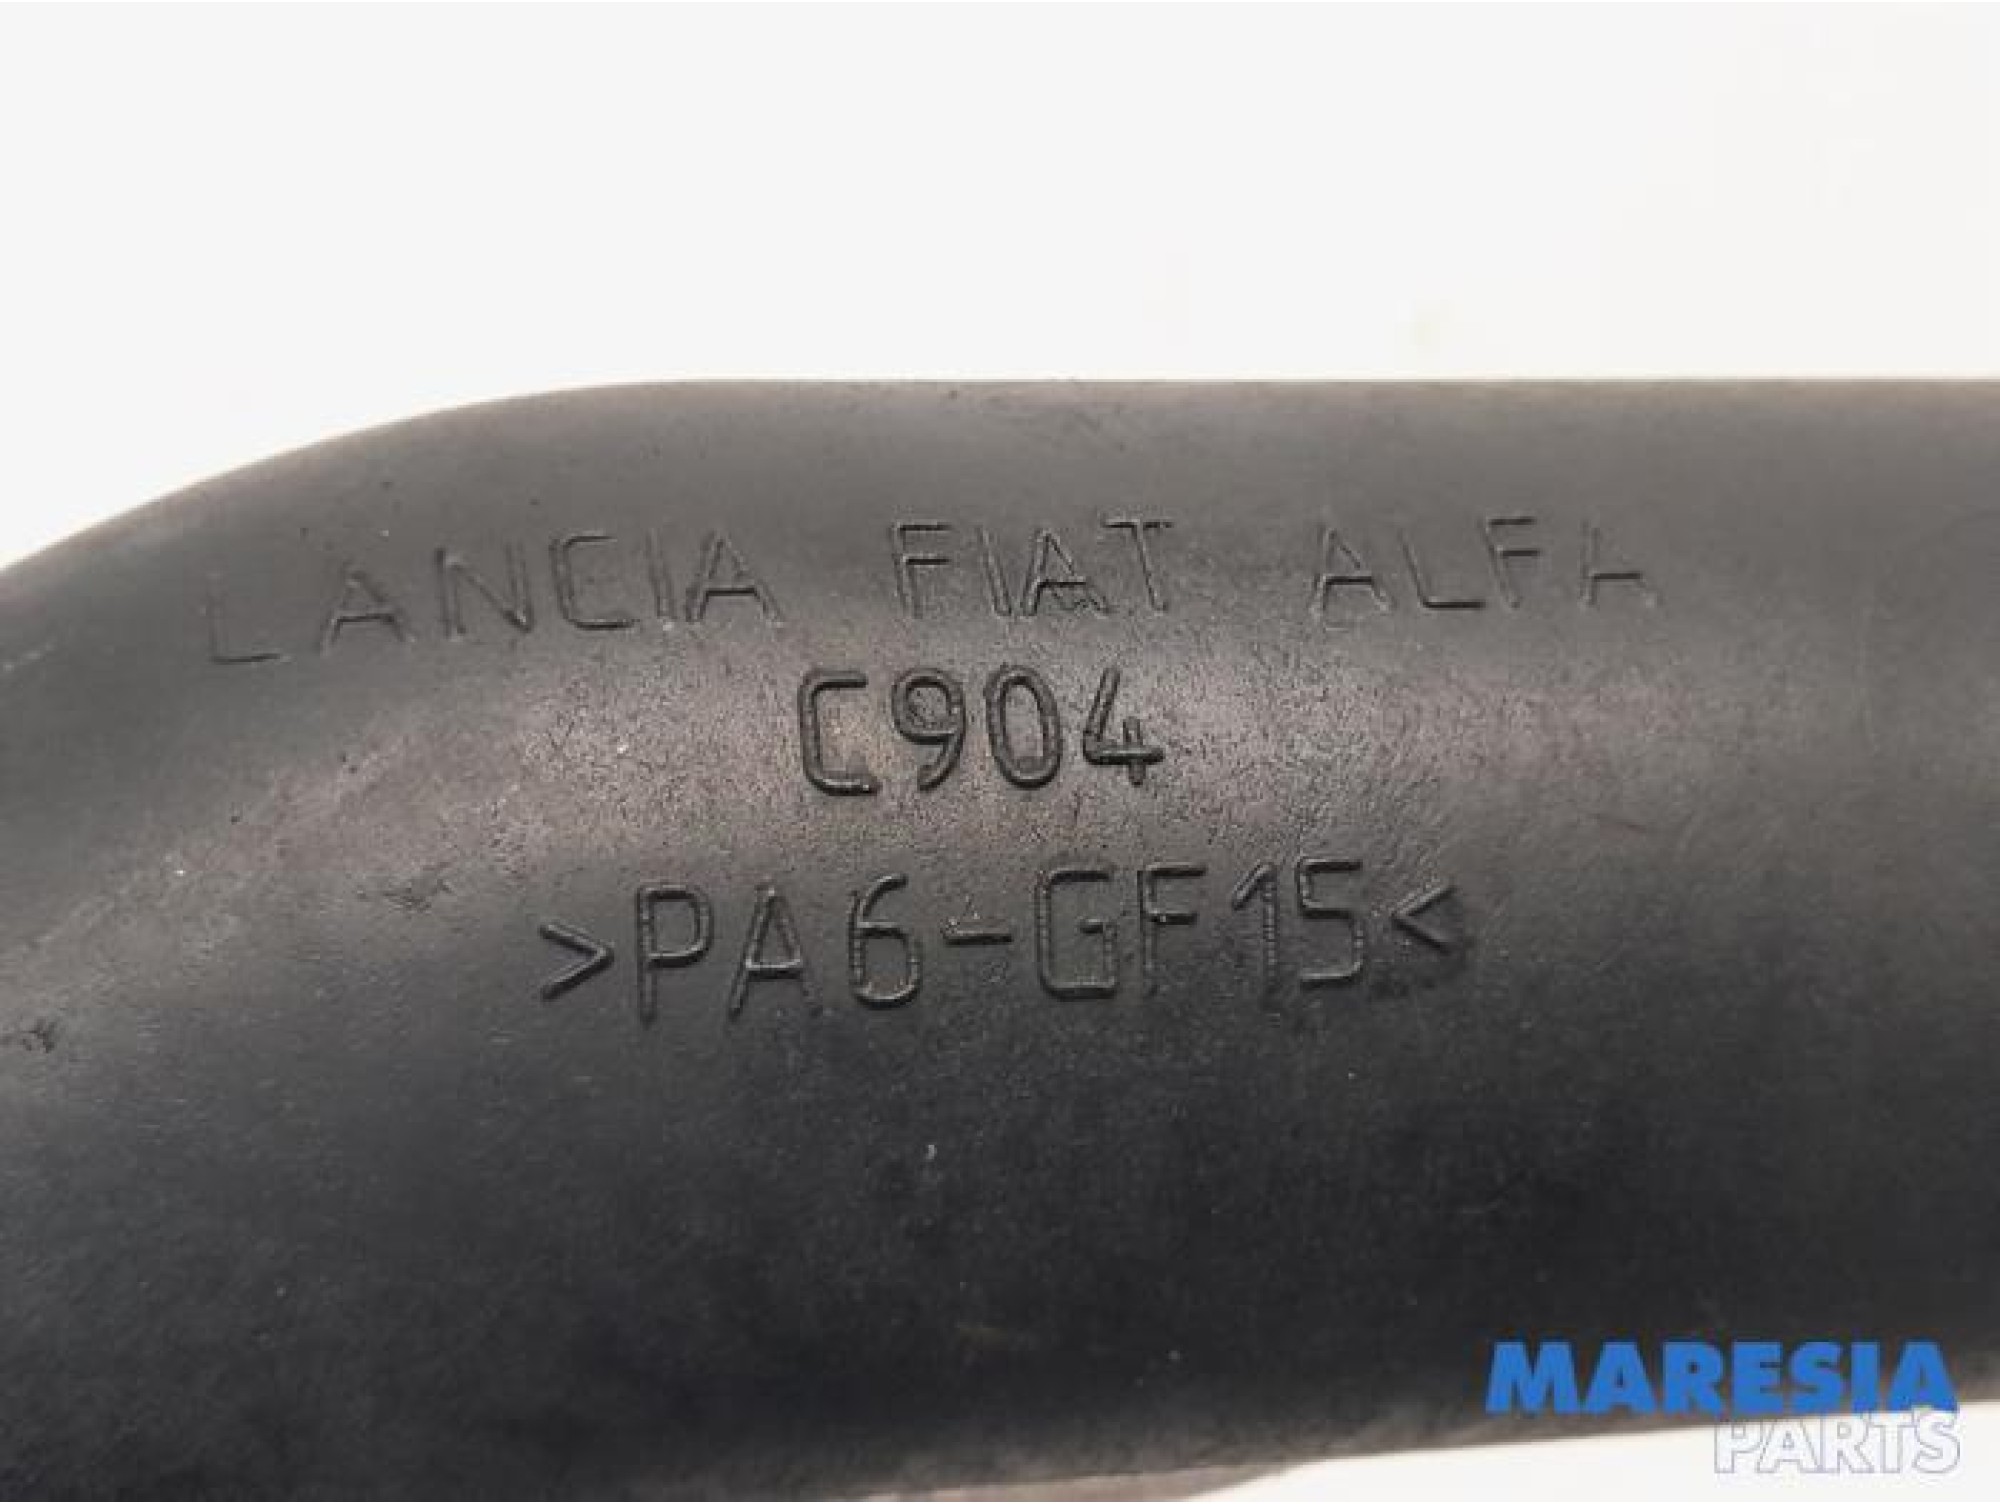 LANCIA FIAT ALFA
C904
>PA6-GF15<
MARESIA
PARTS